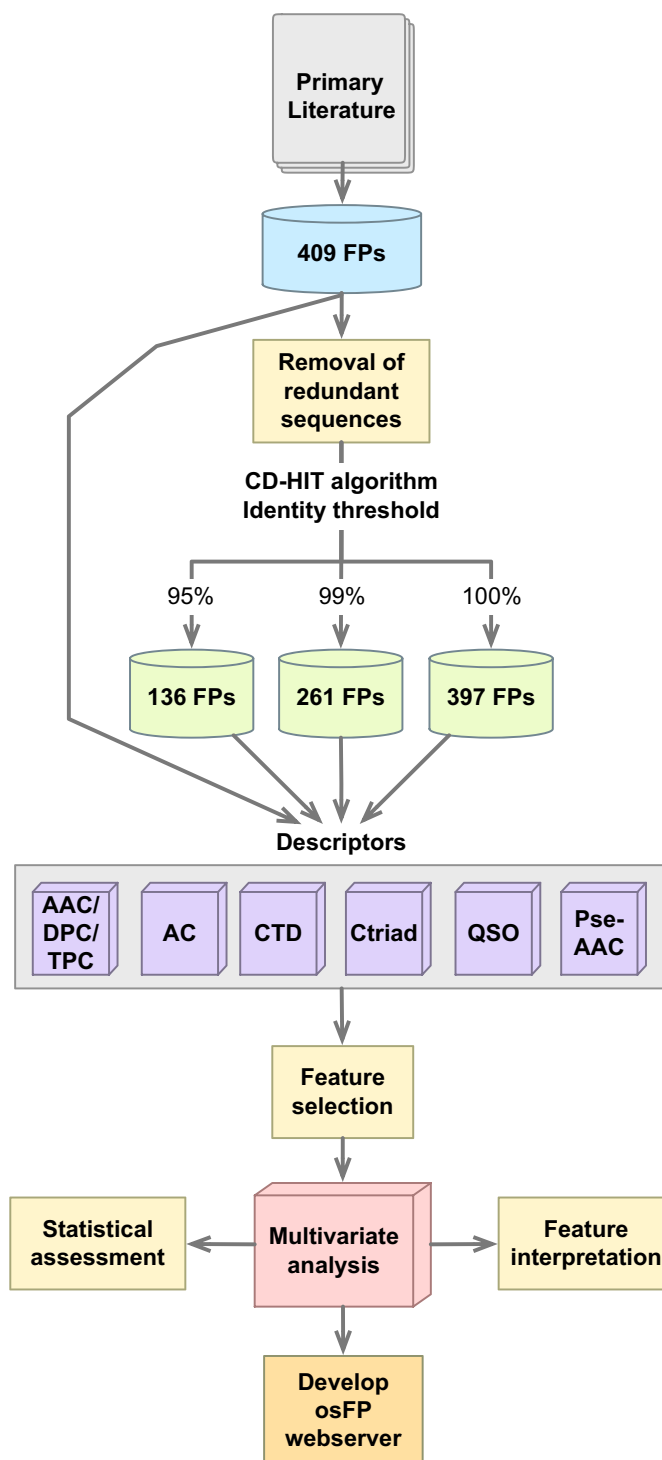 Primary
Literature
409 FPs
Removal of
redundant
sequences
CD-HIT algorithm
Identity threshold
95%
99%
100%
136 FPs
261 FPs
397 FPs
Descriptors
AAC/
DPC/
TPC
AC
CTD
Ctriad
QSO
Pse-
AAC
Feature
selection
Statistical
assessment
Multivariate
analysis
Feature
interpretation
Develop
osFP
webserver